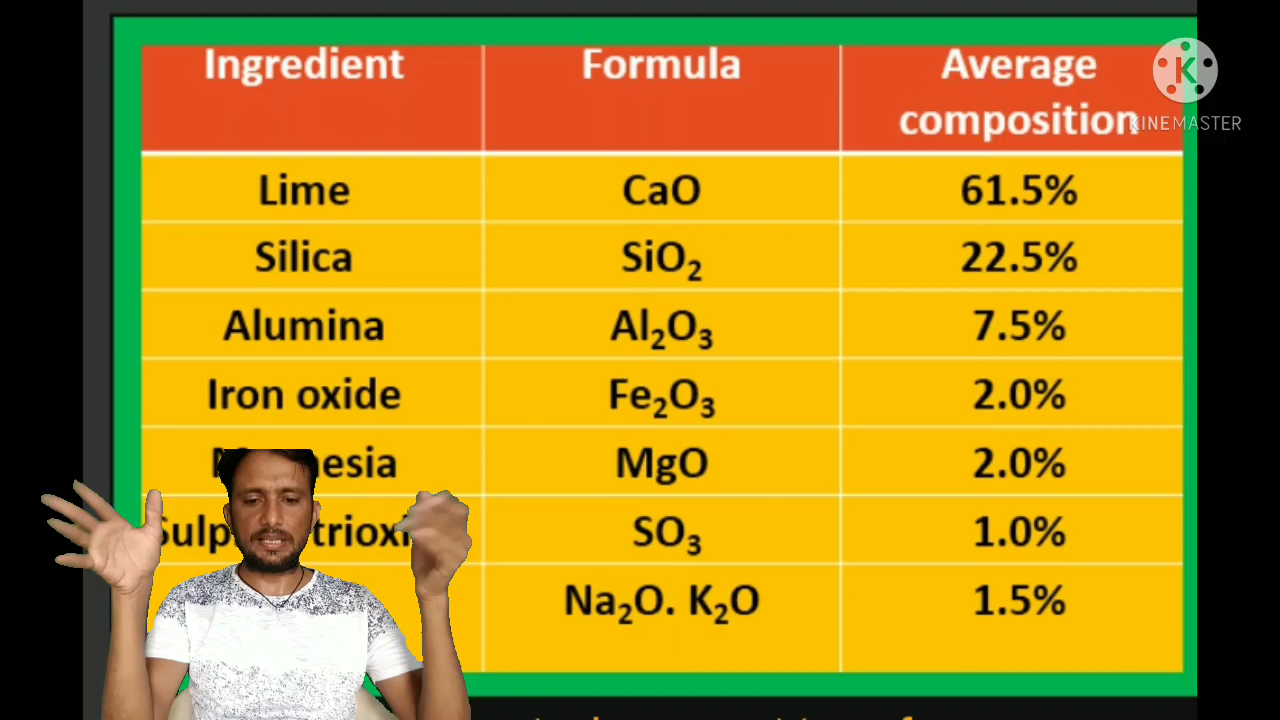 Ingredient Formula Average composition
KINEMASTER
Lime CaO 61.5%
Silica SiO₂ 22.5%
Alumina Al₂O₃ 7.5%
Iron oxide Fe₂O₃ 2.0%
MgO 2.0%
SO₃ 1.0%
Na₂O. K₂O 1.5%